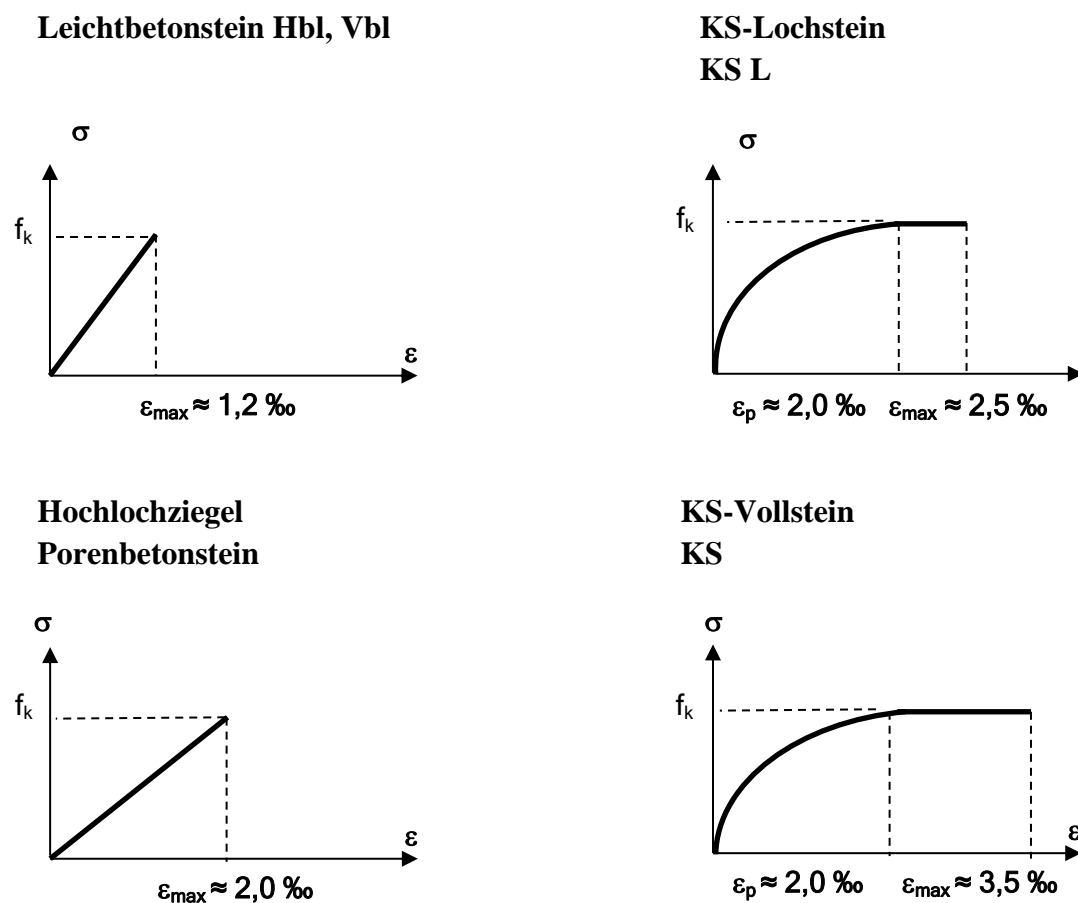 Leichtbetonstein Hbl, Vbl
σ
fk
ε
εmax ≈ 1,2 ‰
KS-Lochstein
KS L
σ
fk
εp ≈ 2,0 ‰ εmax ≈ 2,5 ‰
Hochlochziegel
Porenbetonstein
σ
fk
ε
εmax ≈ 2,0 ‰
KS-Vollstein
KS
σ
fk
ε
εp ≈ 2,0 ‰ εmax ≈ 3,5 ‰